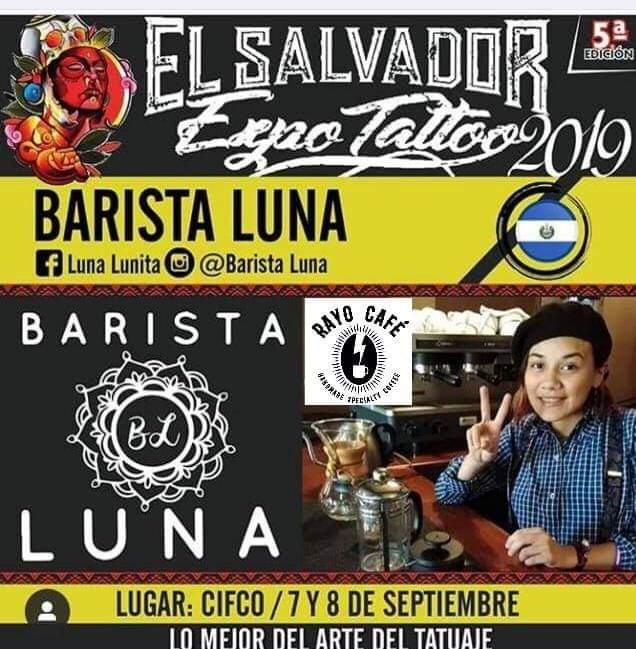 EL SALVADOR
5ª
EDICIÓN
Expo Tattoo 2019
BARISTA LUNA
Luna Lunita @Barista Luna
BARISTA
BL
LUNA
RAYO CAFÉ
HANDMADE SPECIALTY COFFEE
LUGAR: CIFCO / 7 Y 8 DE SEPTIEMBRE
LO MEJOR DEL ARTE DEL TATUAJE